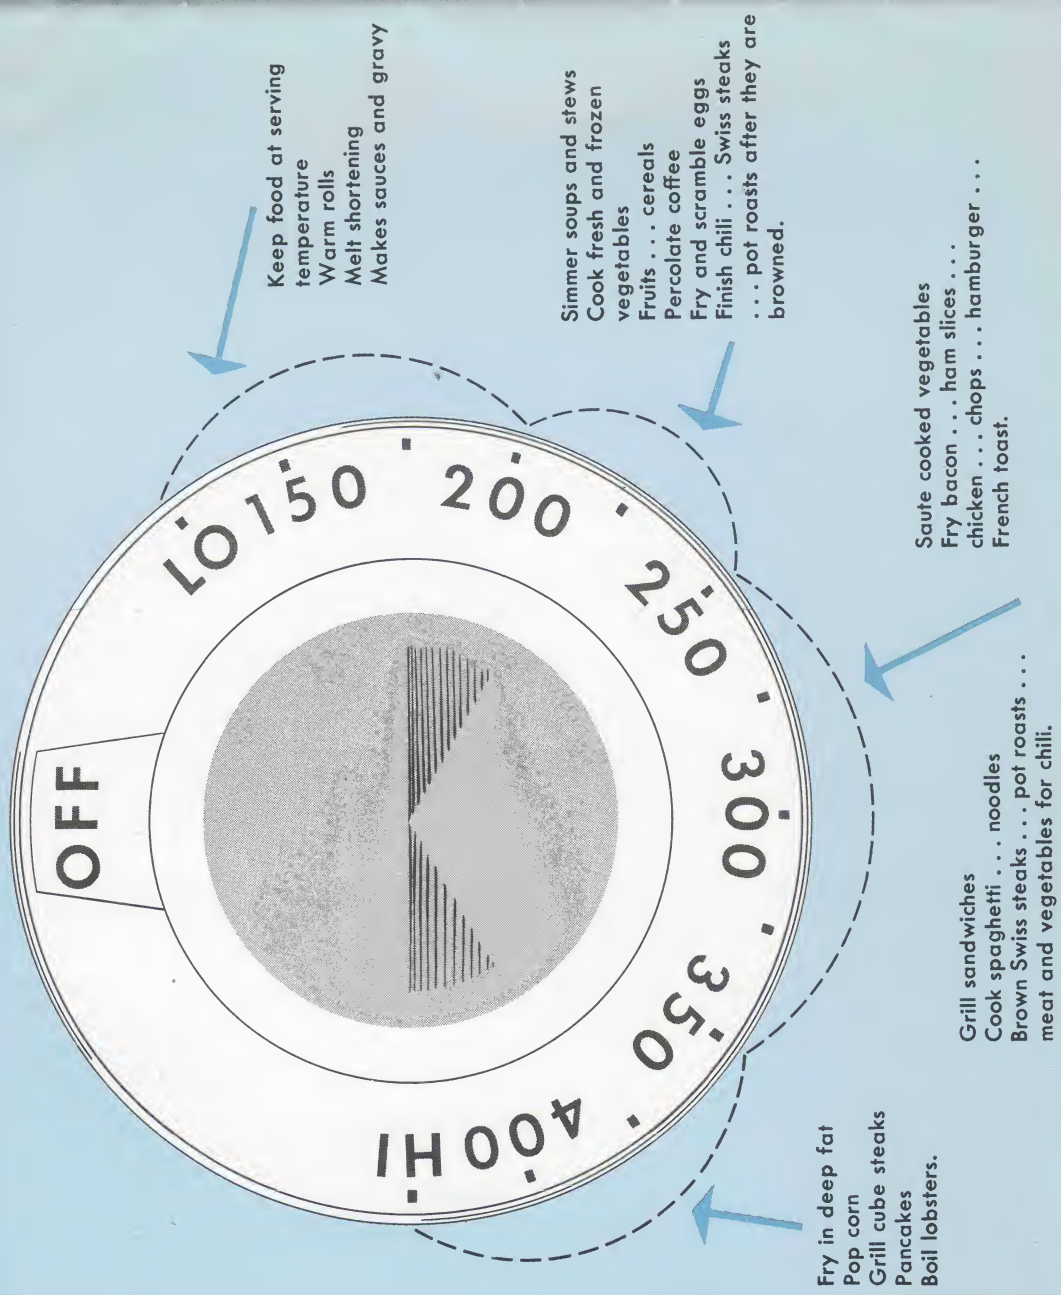 OFF
LO
150
200
250
300
350
400
HI
Keep food at serving
temperature
Warm rolls
Melt shortening
Makes sauces and gravy
Simmer soups and stews
Cook fresh and frozen
vegetables
Fruits . . . cereals
Percolate coffee
Fry and scramble eggs
Finish chili . . . Swiss steaks
. . . pot roasts after they are
browned.
Saute cooked vegetables
Fry bacon . . . ham slices . . .
chicken . . . chops . . . hamburger . . .
French toast.
Grill sandwiches
Cook spaghetti . . . noodles
Brown Swiss steaks . . . pot roasts . . .
meat and vegetables for chili.
Fry in deep fat
Pop corn
Grill cube steaks
Pancakes
Boil lobsters.